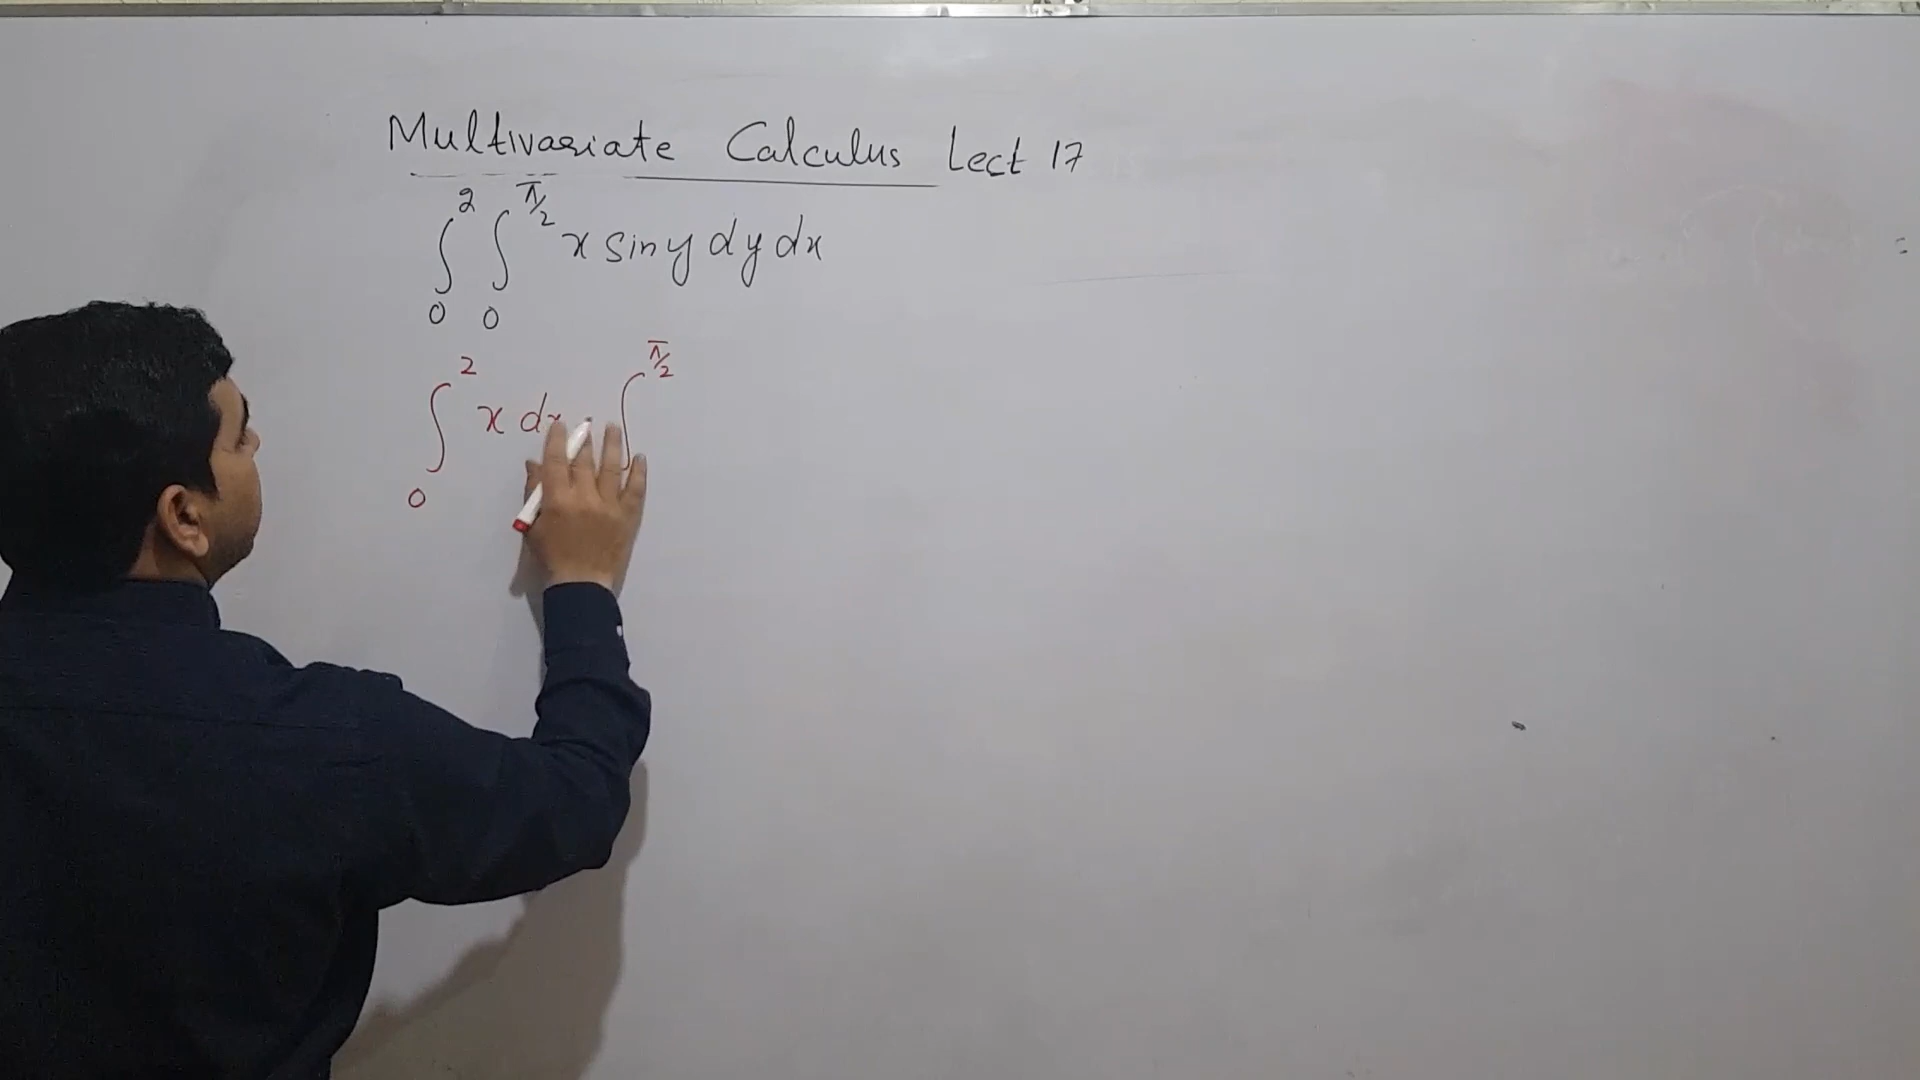 Multivariate Calculus Lect 17
∫₀² ∫₀^(π/2) x sin y dy dx
∫₀² x dx ∫^(π/2)